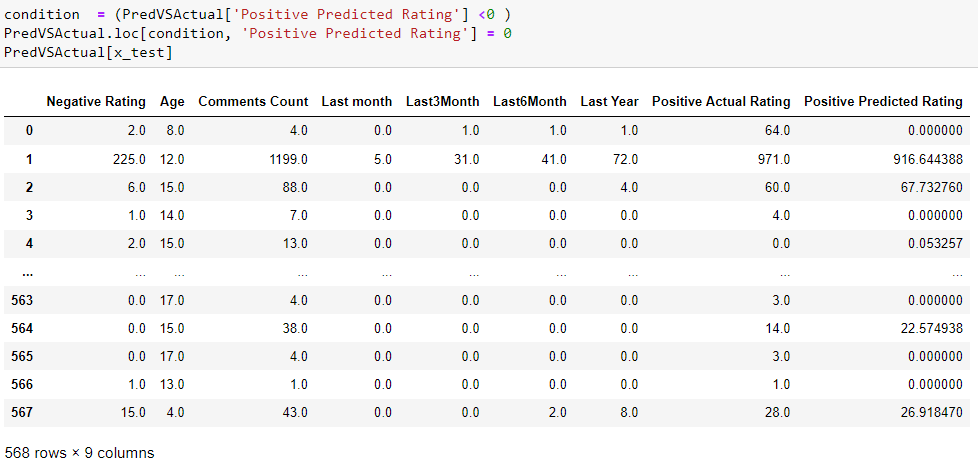 condition  = (PredVSActual['Positive Predicted Rating'] <0 )
PredVSActual.loc[condition, 'Positive Predicted Rating'] = 0
PredVSActual[x_test]
Negative Rating Age Comments Count Last month Last3Month Last6Month Last Year Positive Actual Rating Positive Predicted Rating
0 2.0 8.0 4.0 0.0 1.0 1.0 1.0 64.0 0.000000
1 225.0 12.0 1199.0 5.0 31.0 41.0 72.0 971.0 916.644388
2 6.0 15.0 88.0 0.0 0.0 0.0 4.0 60.0 67.732760
3 1.0 14.0 7.0 0.0 0.0 0.0 0.0 4.0 0.000000
4 2.0 15.0 13.0 0.0 0.0 0.0 0.0 0.0 0.053257
... ... ... ... ... ... ... ... ... ...
563 0.0 17.0 4.0 0.0 0.0 0.0 0.0 3.0 0.000000
564 0.0 15.0 38.0 0.0 0.0 0.0 0.0 14.0 22.574938
565 0.0 17.0 4.0 0.0 0.0 0.0 0.0 3.0 0.000000
566 1.0 13.0 1.0 0.0 0.0 0.0 0.0 1.0 0.000000
567 15.0 4.0 43.0 0.0 0.0 2.0 8.0 28.0 26.918470
568 rows × 9 columns